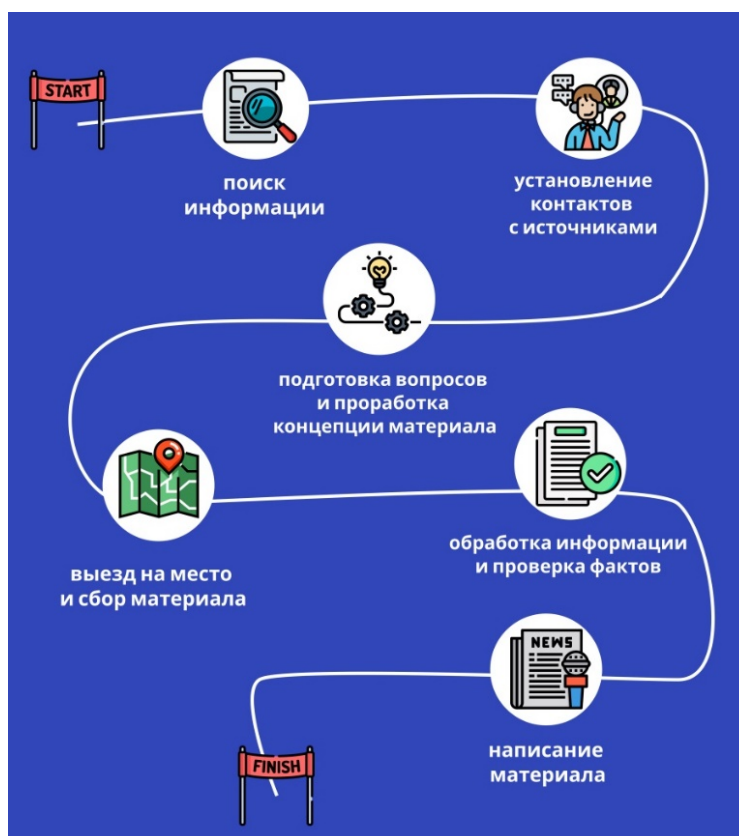 START
поиск
информации
установление
контактов
с источниками
подготовка вопросов
и проработка
концепции материала
выезд на место
и сбор материала
обработка информации
и проверка фактов
NEWS
написание
материала
FINISH